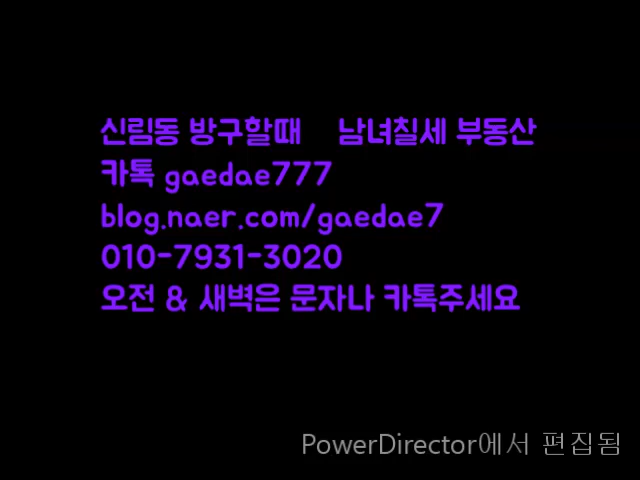 신림동 방구할때 남녀칠세 부동산
카톡 gaedae777
blog.naer.com/gaedae7
010-7931-3020
오전 & 새벽은 문자나 카톡주세요
PowerDirector에서 편집됨